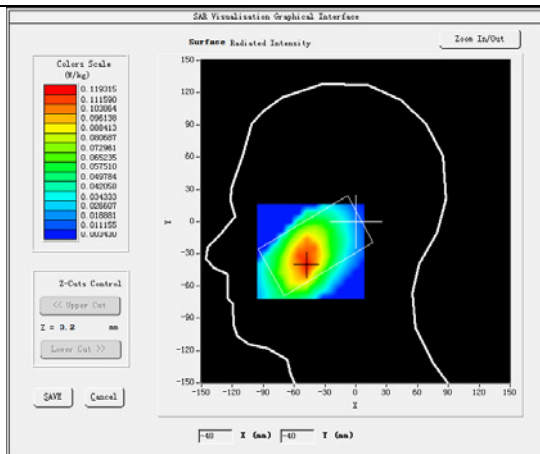 SAR Visualisation Graphical Interface
Surface Radiated Intensity
Zoom In/Out
Colors Scale
(W/kg)
0.119315
0.111590
0.103864
0.096138
0.088413
0.080687
0.072961
0.065235
0.057510
0.049784
0.042058
0.034333
0.026607
0.018881
0.011155
0.003430
Z-Cuts Control
<< Upper Cut
Z = 3.2 mm
Lower Cut >>
SAVE Cancel
150
120
90
60
30
0
-30
-60
-90
-120
-150
Y
-150 -120 -90 -60 -30 0 30 60 90 120 150
X
-40 X (mm) -40 Y (mm)